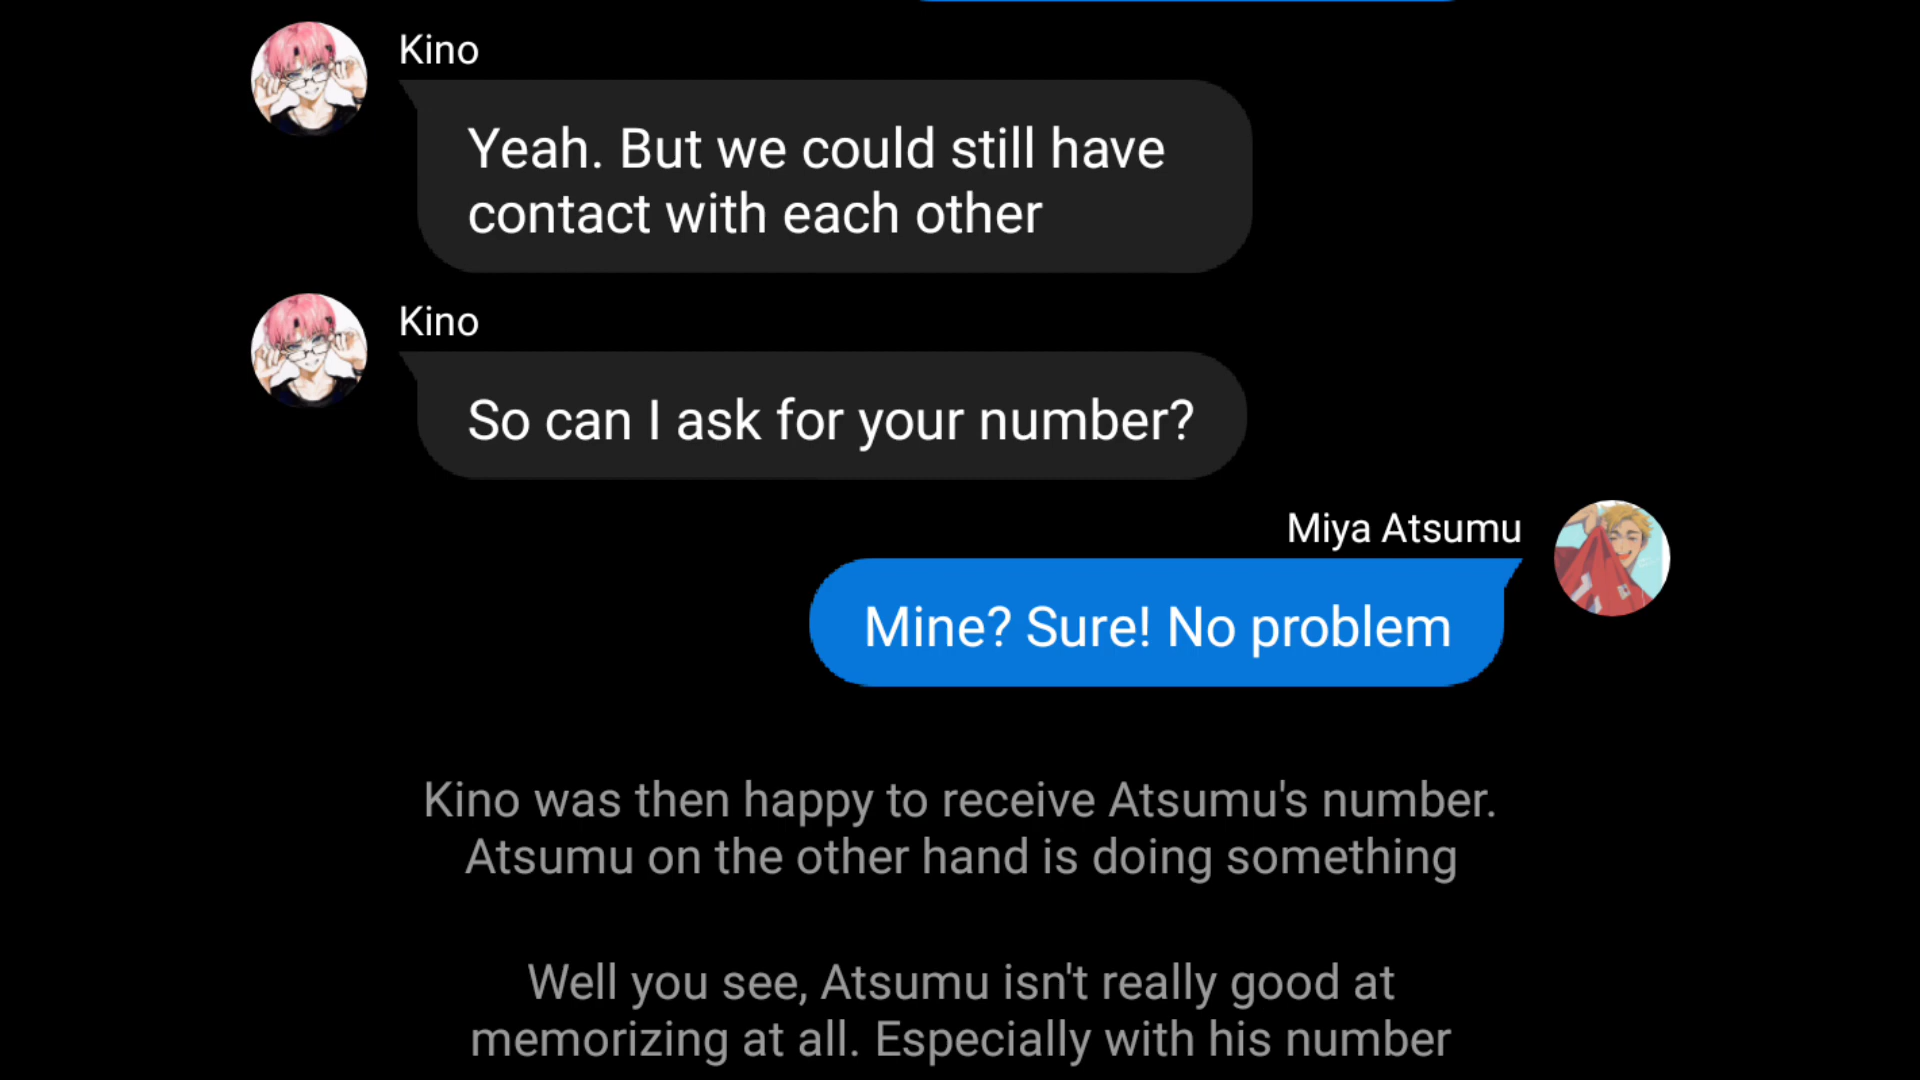 Kino
Yeah. But we could still have
contact with each other
Kino
So can I ask for your number?
Miya Atsumu
Mine? Sure! No problem
Kino was then happy to receive Atsumu's number.
Atsumu on the other hand is doing something
Well you see, Atsumu isn't really good at
memorizing at all. Especially with his number